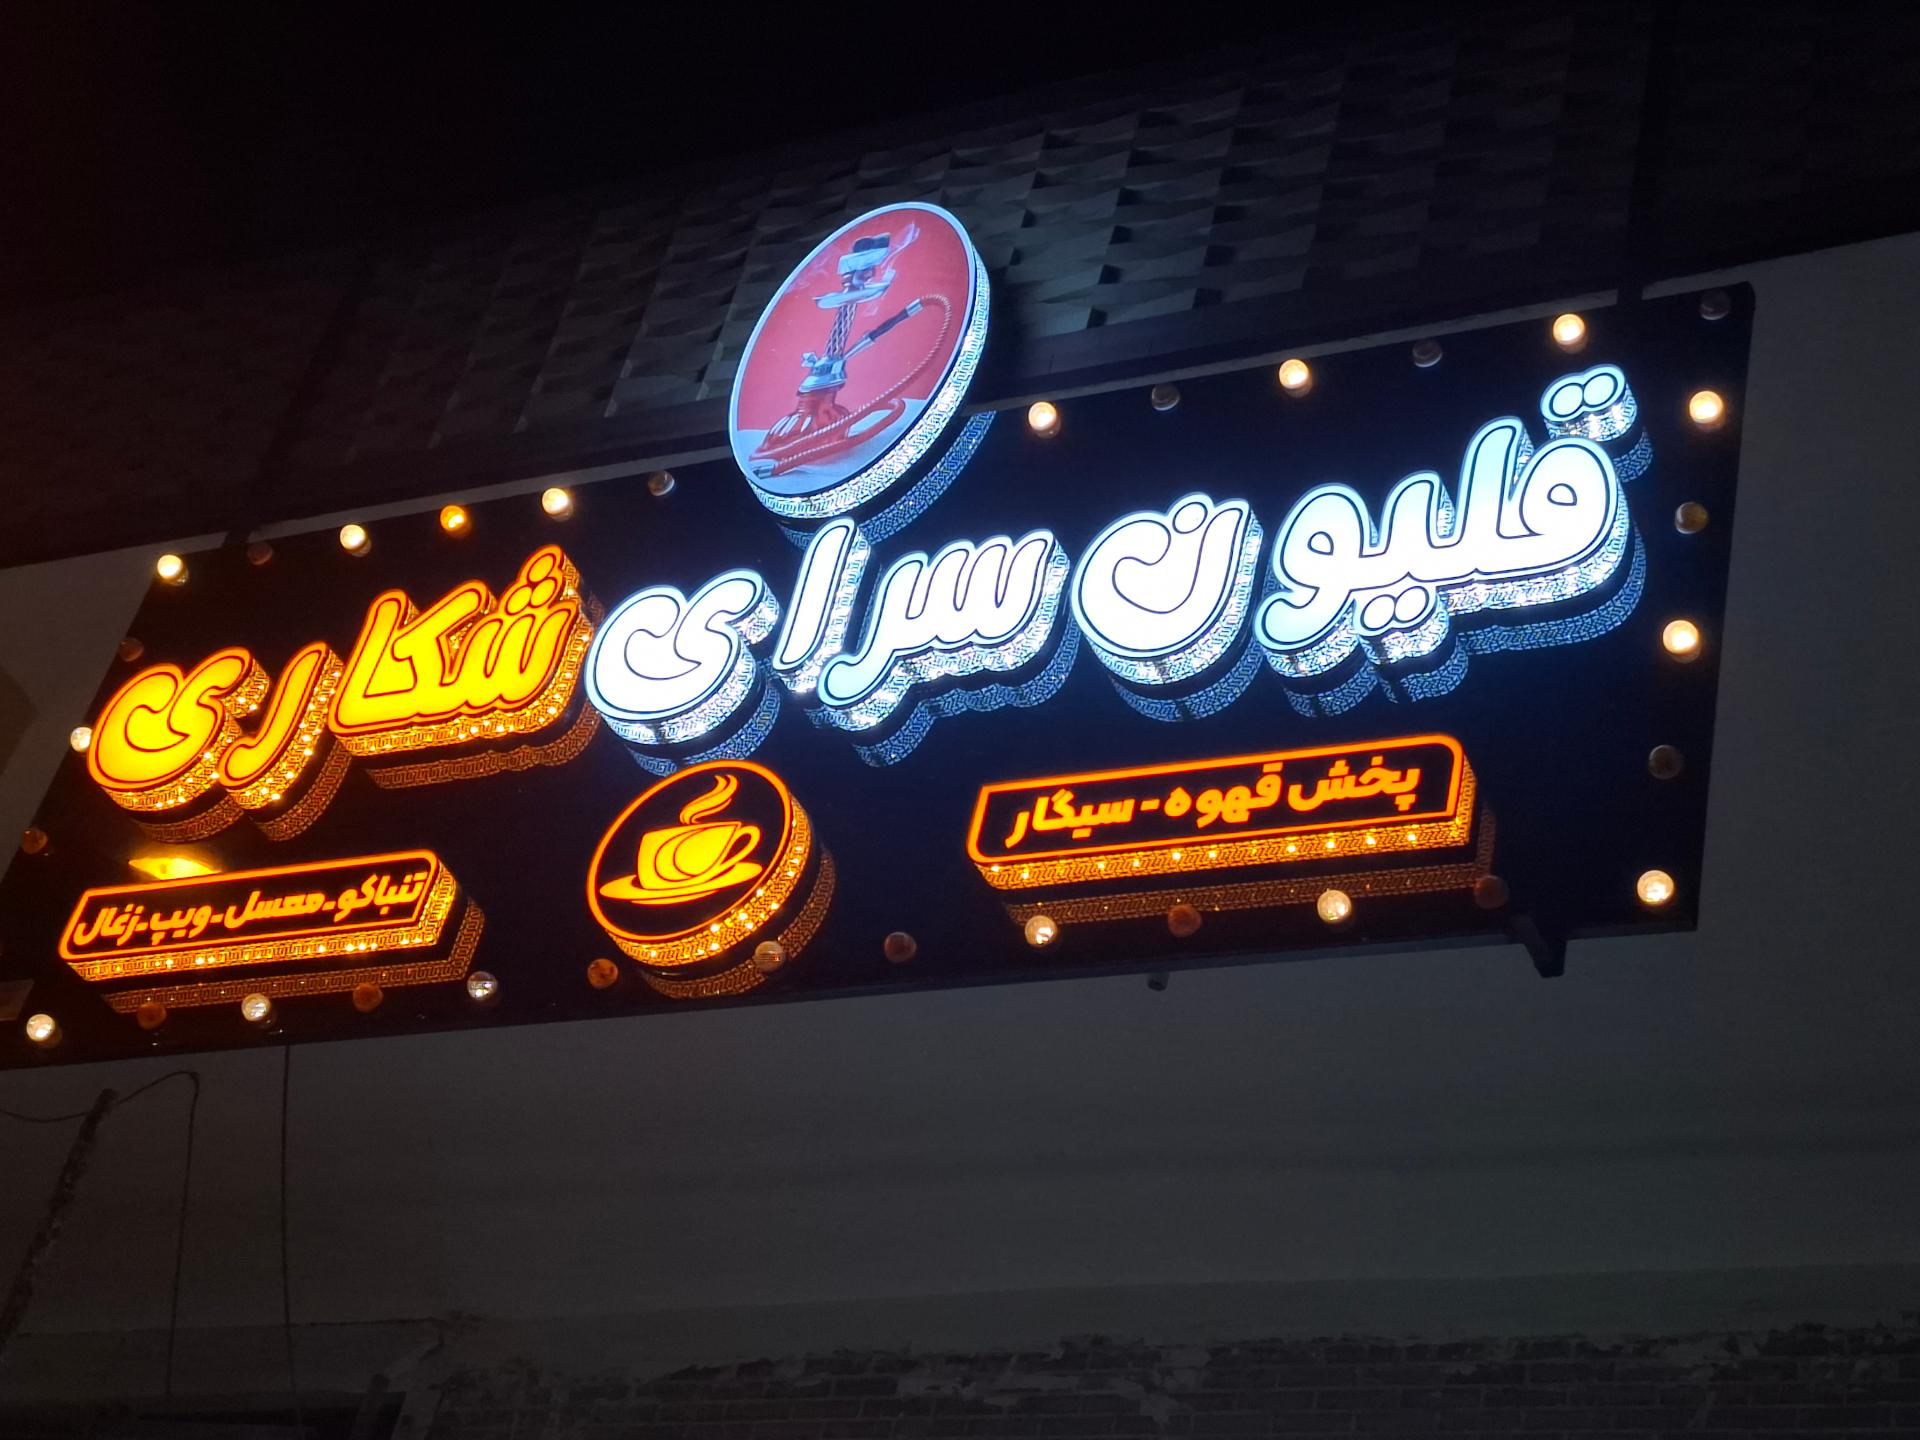 قلیون سرای شکاری
پخش قهوه - سیگار
تنباکو - معسل - ویپ - زغال